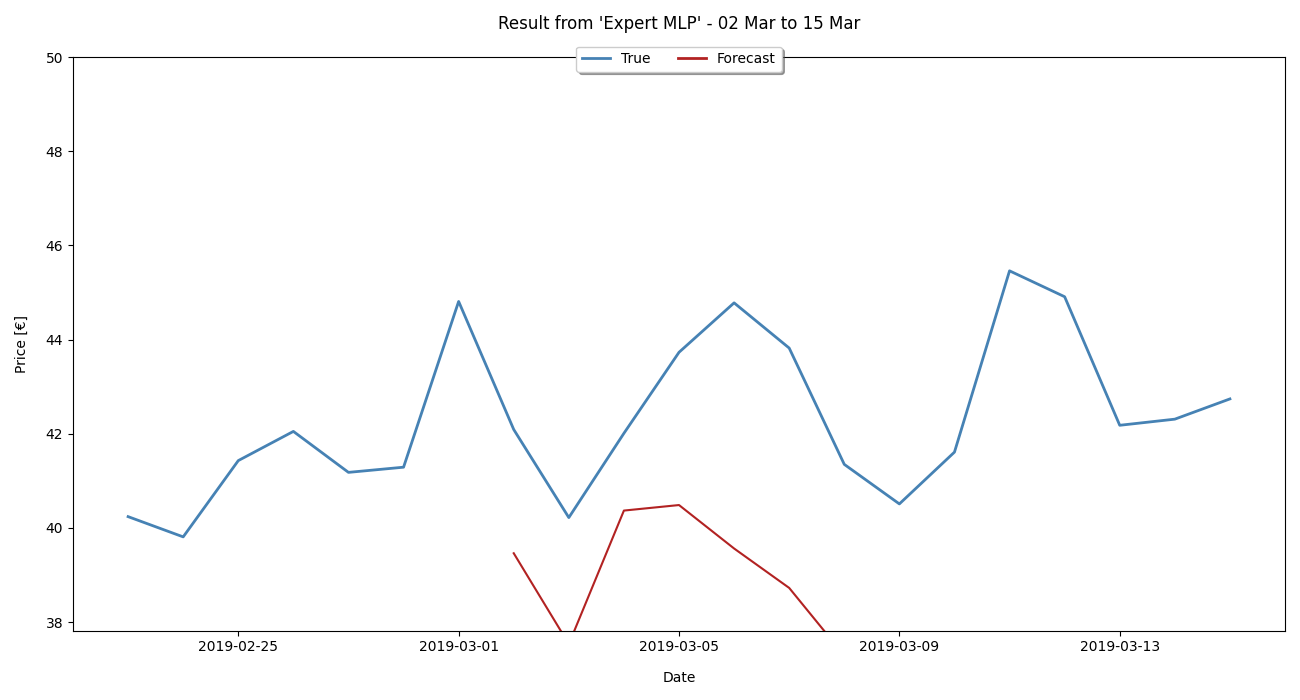 Result from 'Expert MLP' - 02 Mar to 15 Mar
True Forecast
50
48
46
44
42
40
38
Price [€]
2019-02-25 2019-03-01 2019-03-05 2019-03-09 2019-03-13
Date